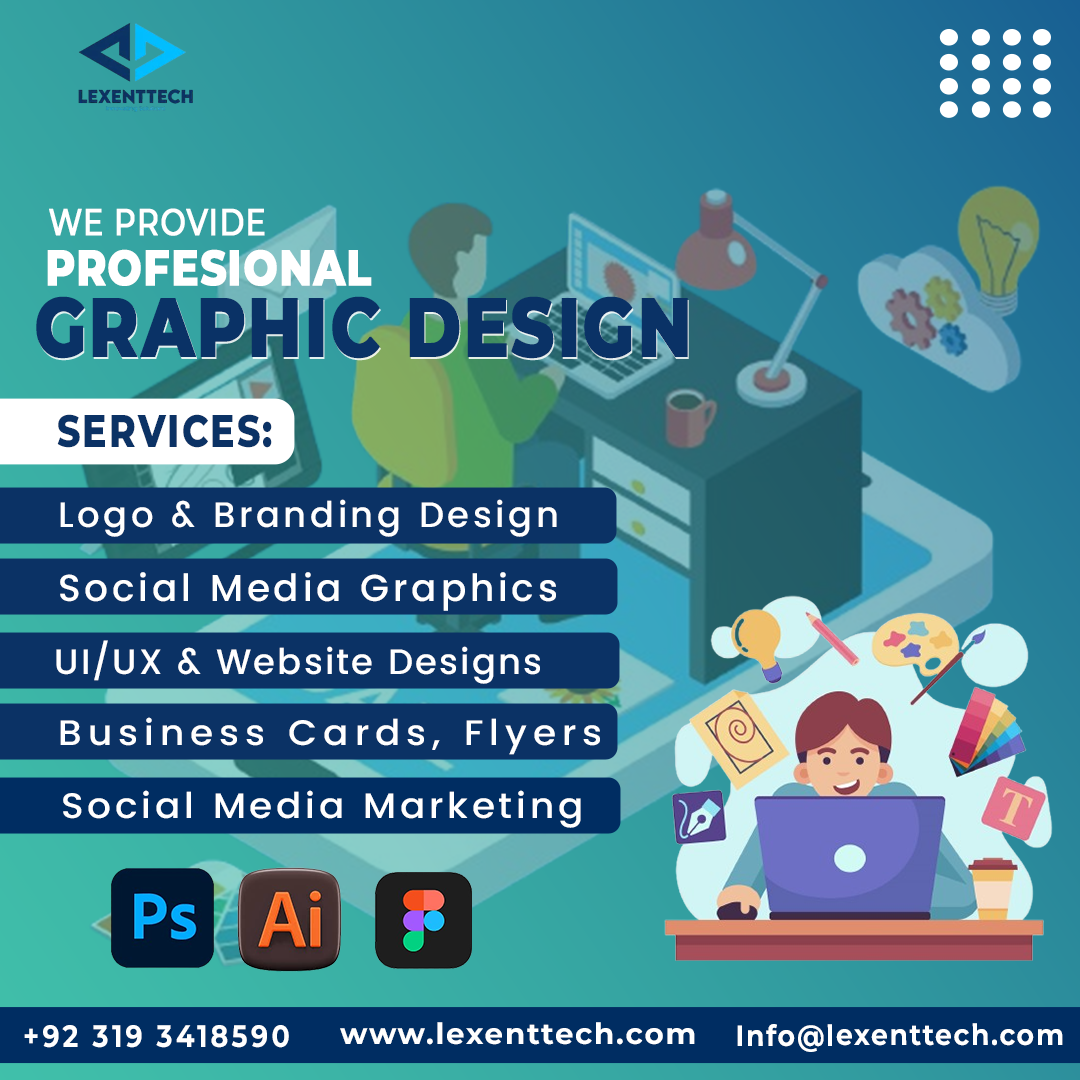 LEXENTTECH
WE PROVIDE
PROFESIONAL
GRAPHIC DESIGN
SERVICES:
Logo & Branding Design
Social Media Graphics
UI/UX & Website Designs
Business Cards, Flyers
Social Media Marketing
Ps Ai
T
+92 319 3418590 www.lexenttech.com Info@lexenttech.com